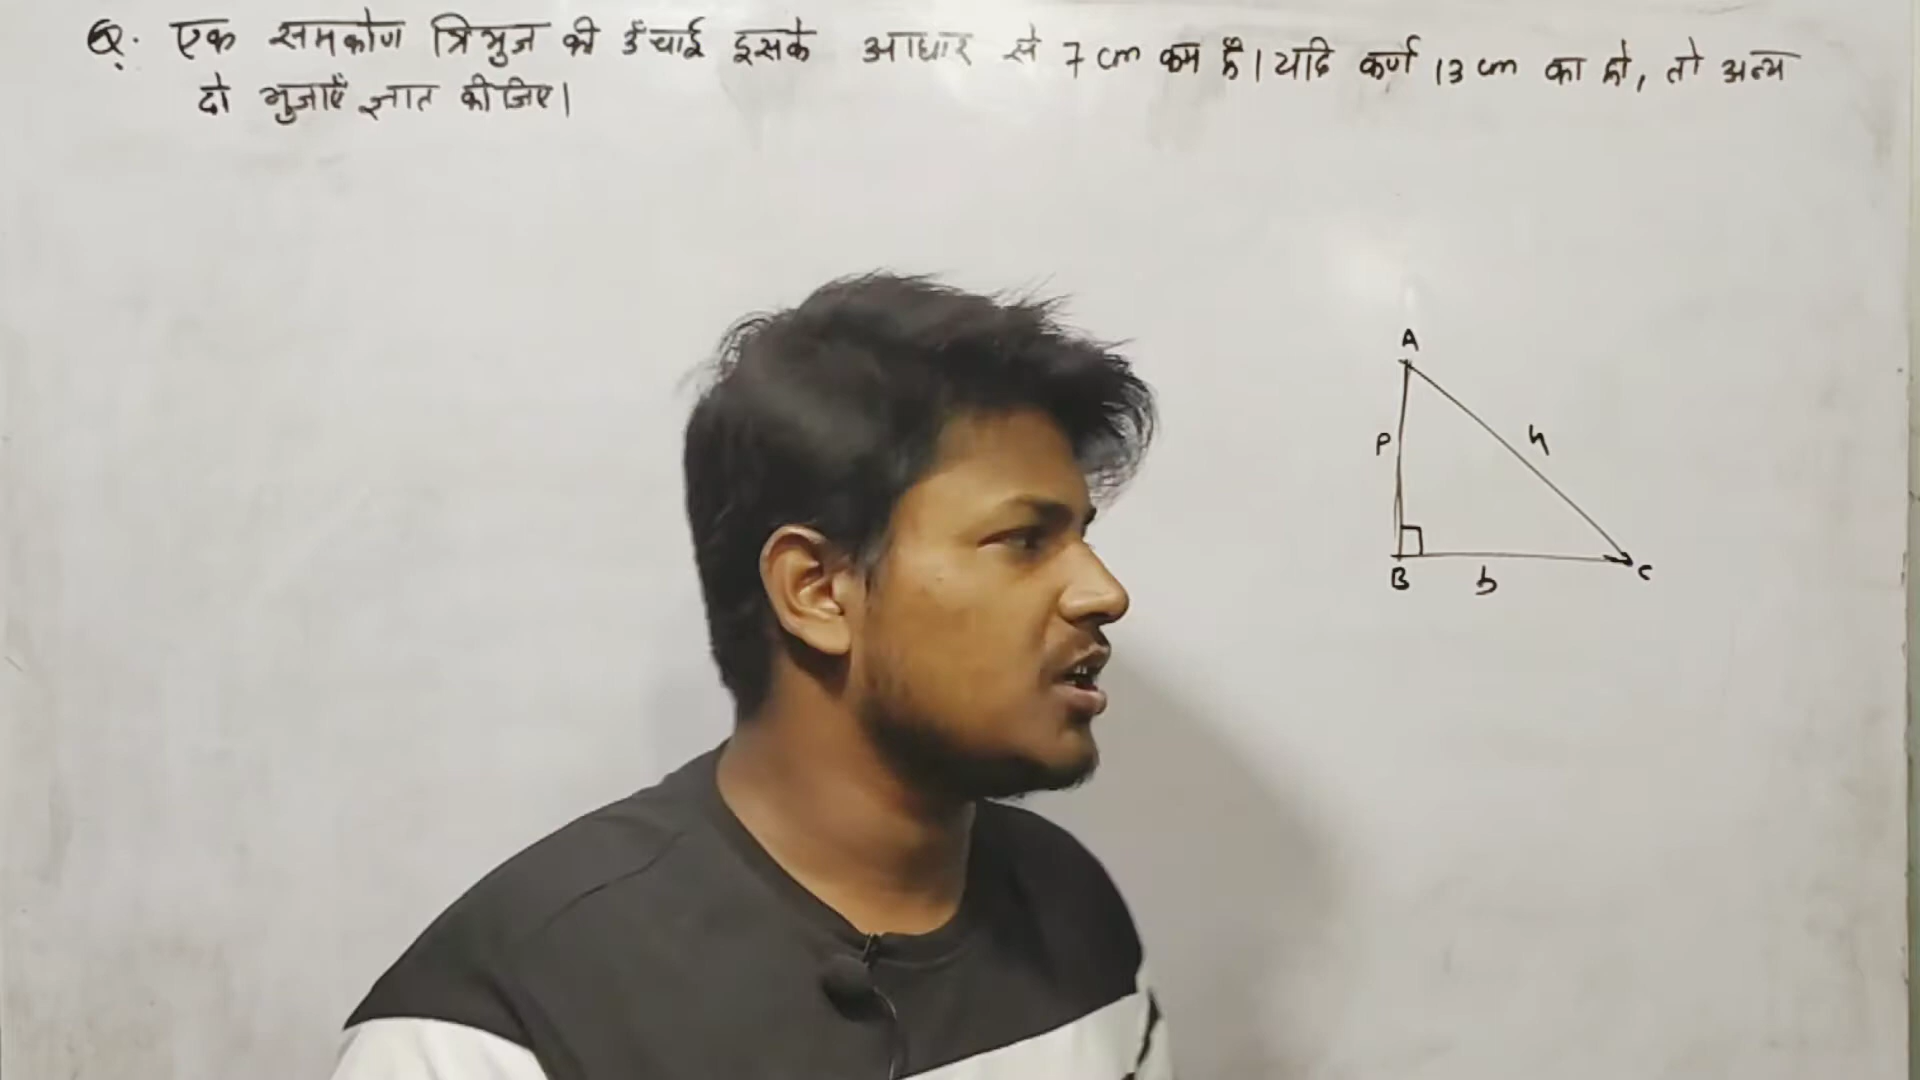 Q. एक समकोण त्रिभुज की ऊँचाई इसके आधार से 7 cm कम है। यदि कर्ण 13 cm का हो, तो अन्य
दो भुजाएँ ज्ञात कीजिए।
A
P
h
B
b
C